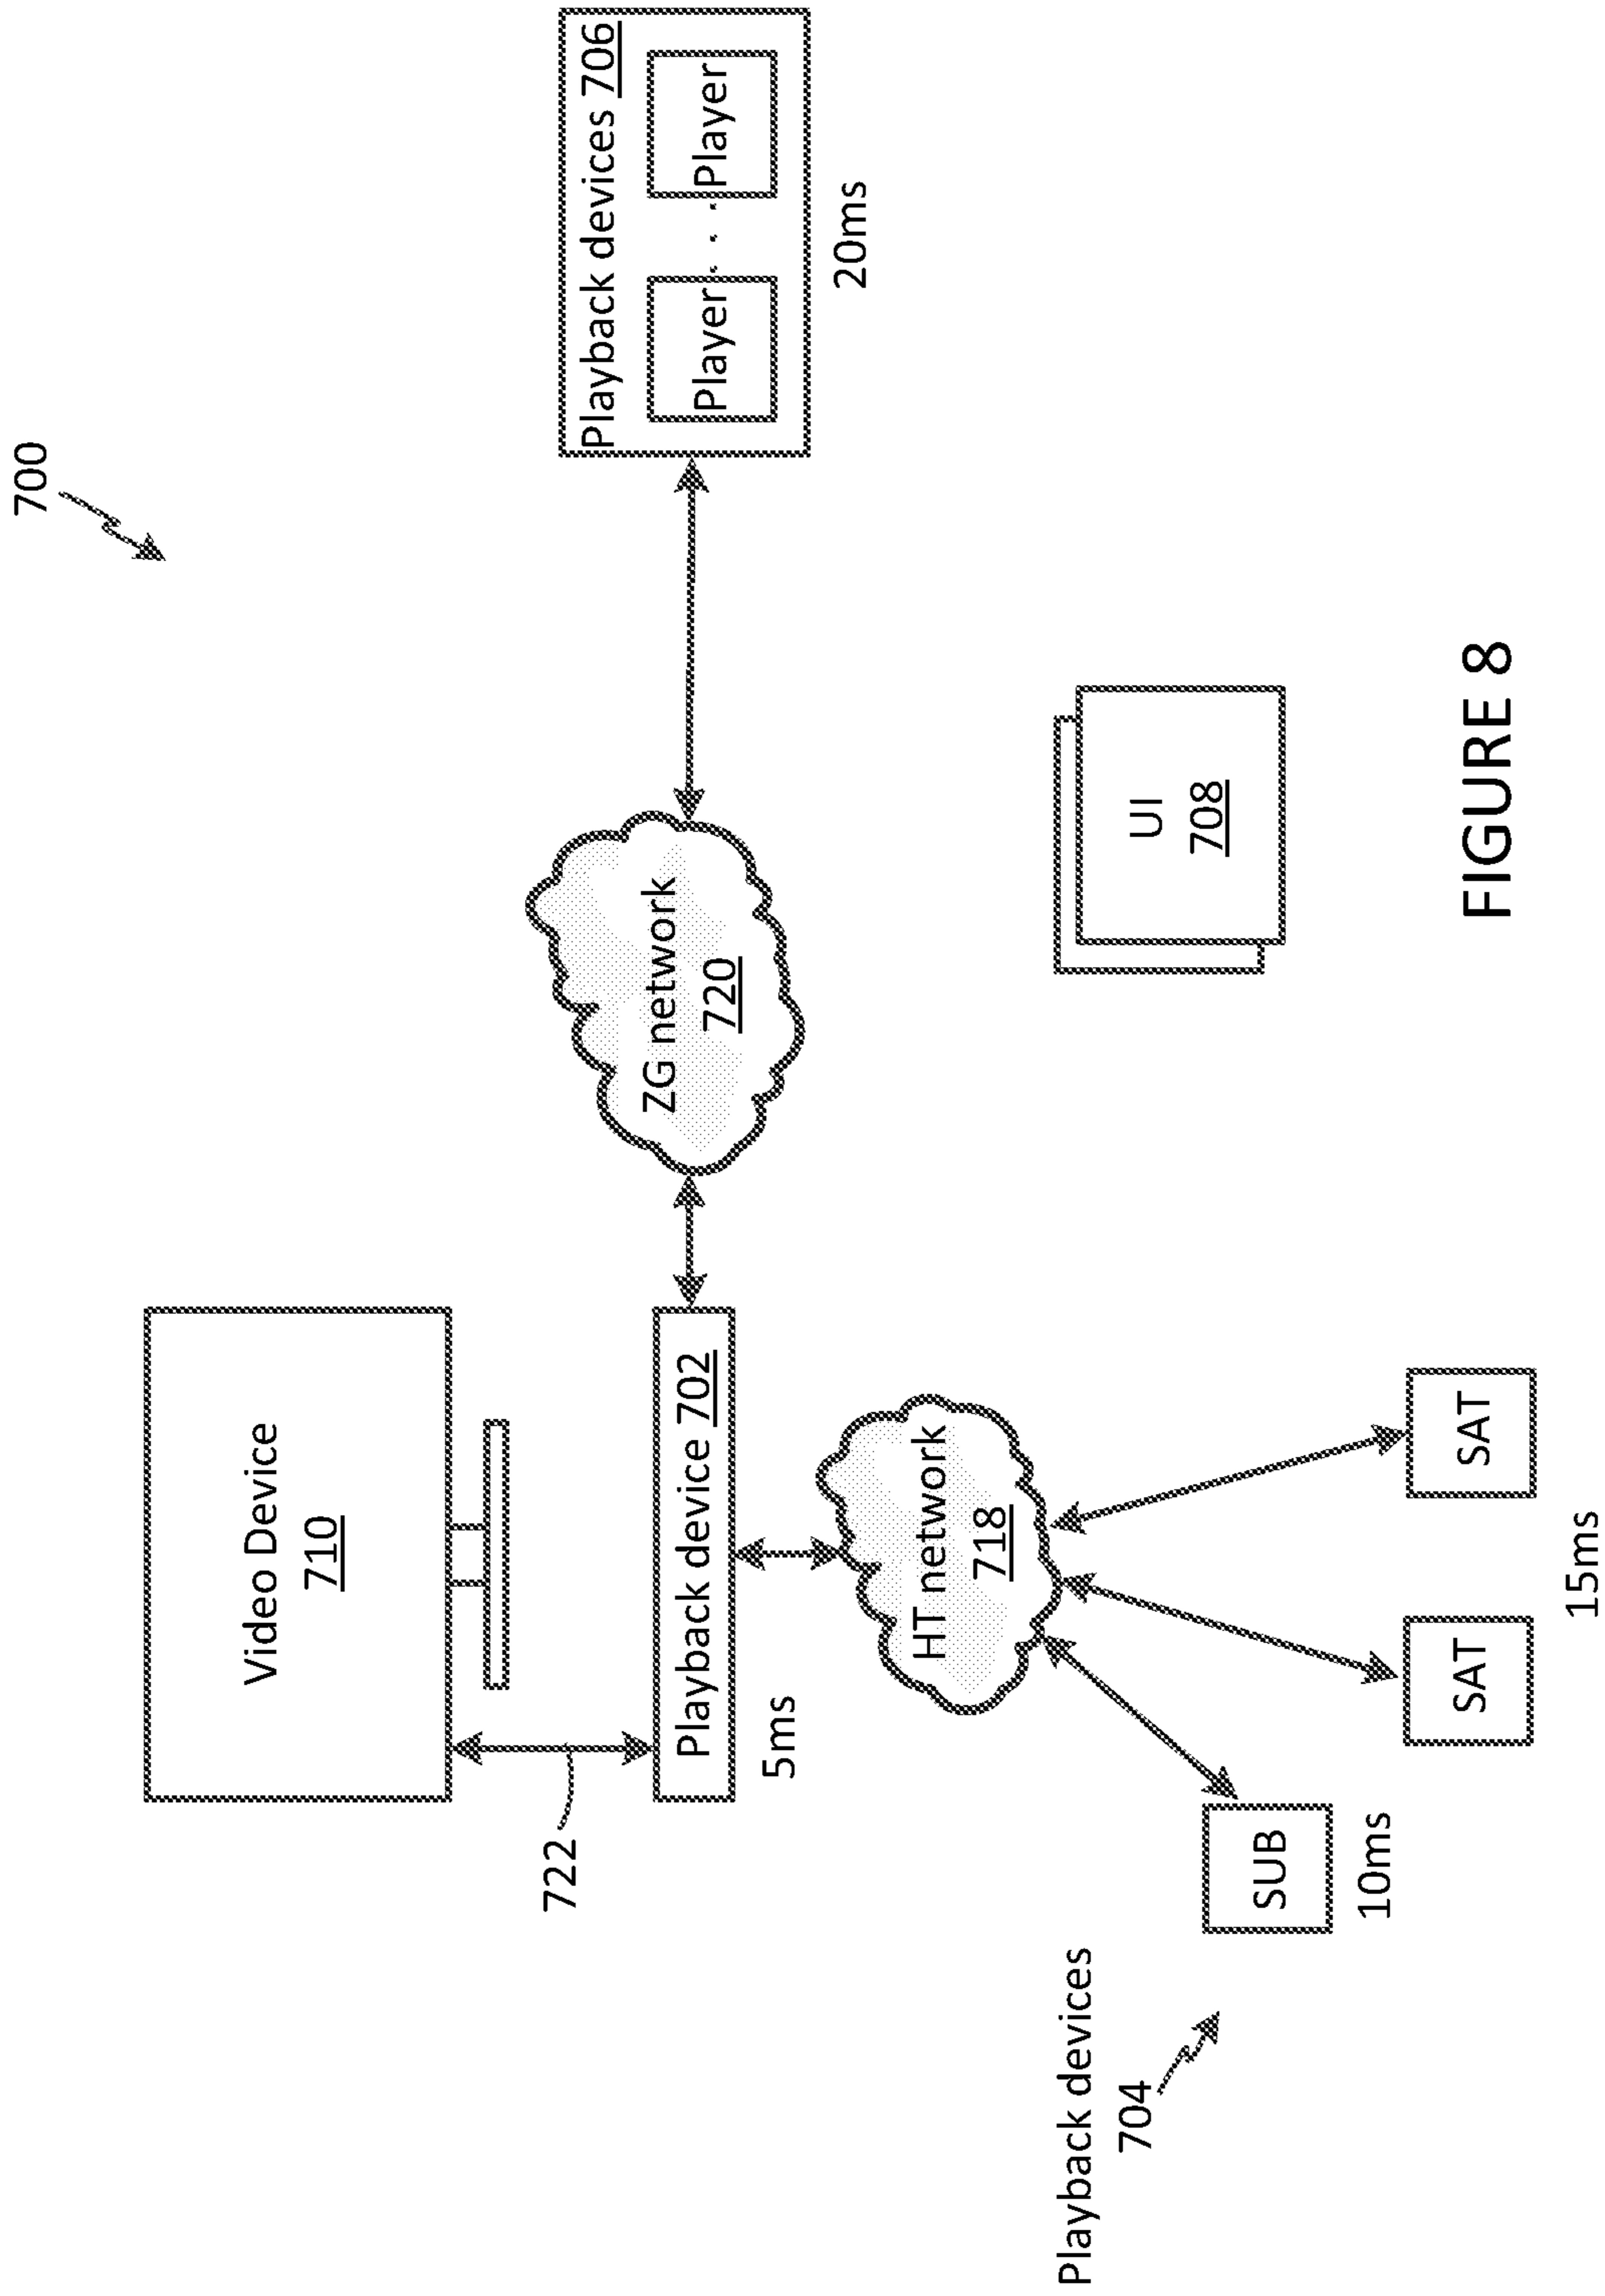 700
Video Device
710
722
Playback device 702
5ms
ZG network
720
Playback devices 706
Player
. . .
Player
20ms
HT network
718
Playback devices
704
SUB
10ms
SAT
SAT
15ms
UI
708
FIGURE 8